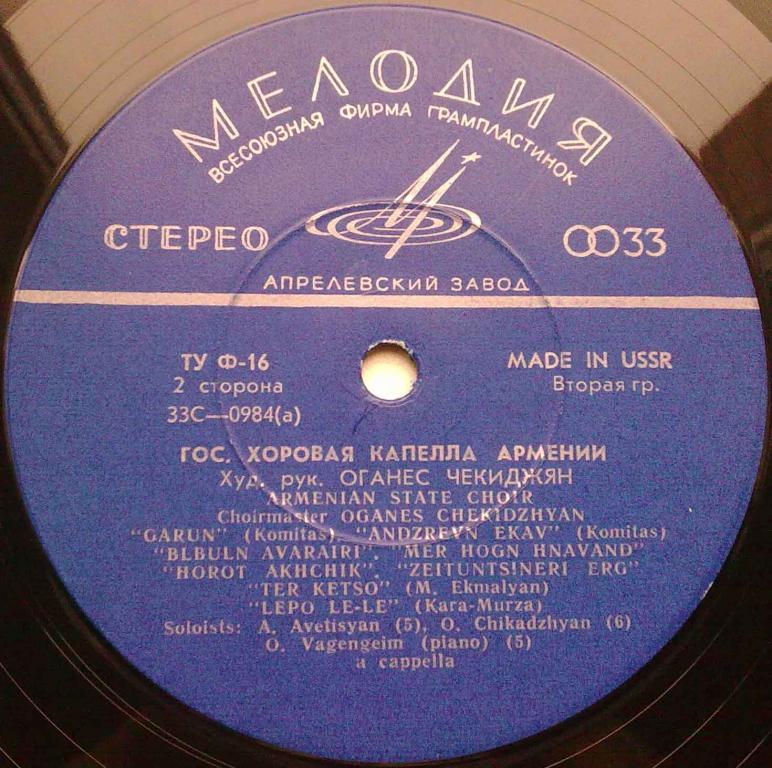 МЕЛОДИЯ
ВСЕСОЮЗНАЯ ФИРМА ГРАМПЛАСТИНОК
СТЕРЕО
33
АПРЕЛЕВСКИЙ ЗАВОД
ТУ Ф-16
MADE IN USSR
2 сторона
Вторая гр.
33С—0984(а)
ГОС. ХОРОВАЯ КАПЕЛЛА АРМЕНИИ
Худ. рук. ОГАНЕС ЧЕКИДЖЯН
ARMENIAN STATE CHOIR
Choirmaster OGANES CHEKIDZHYAN
"GARUN" (Komitas), "ANDZREVN EKAV" (Komitas)
"BLBULN AVARAIRI", "MER HOGN HNAVAND"
"HOROT AKHCHIK", "ZEITUNTSINERI ERG"
"TER KETSO" (M. Ekmalyan)
"LEPO LE-LE" (Kara-Murza)
Soloists: A. Avetisyan (5), O. Chikadzhyan (6)
O. Vagengeim (piano) (5)
a cappella